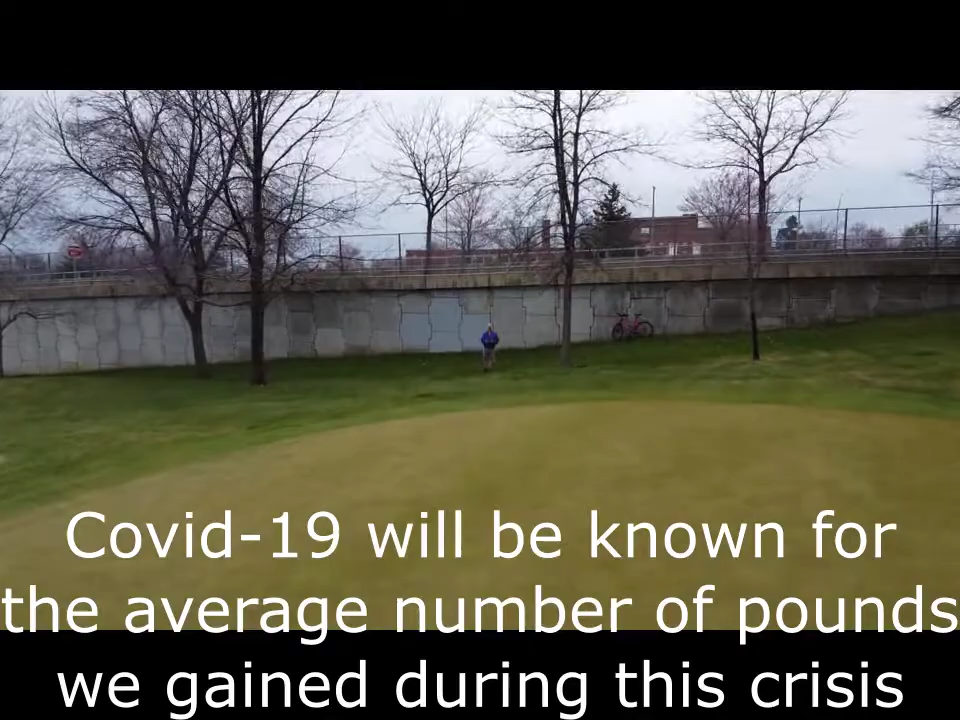 Covid-19 will be known for
the average number of pounds
we gained during this crisis